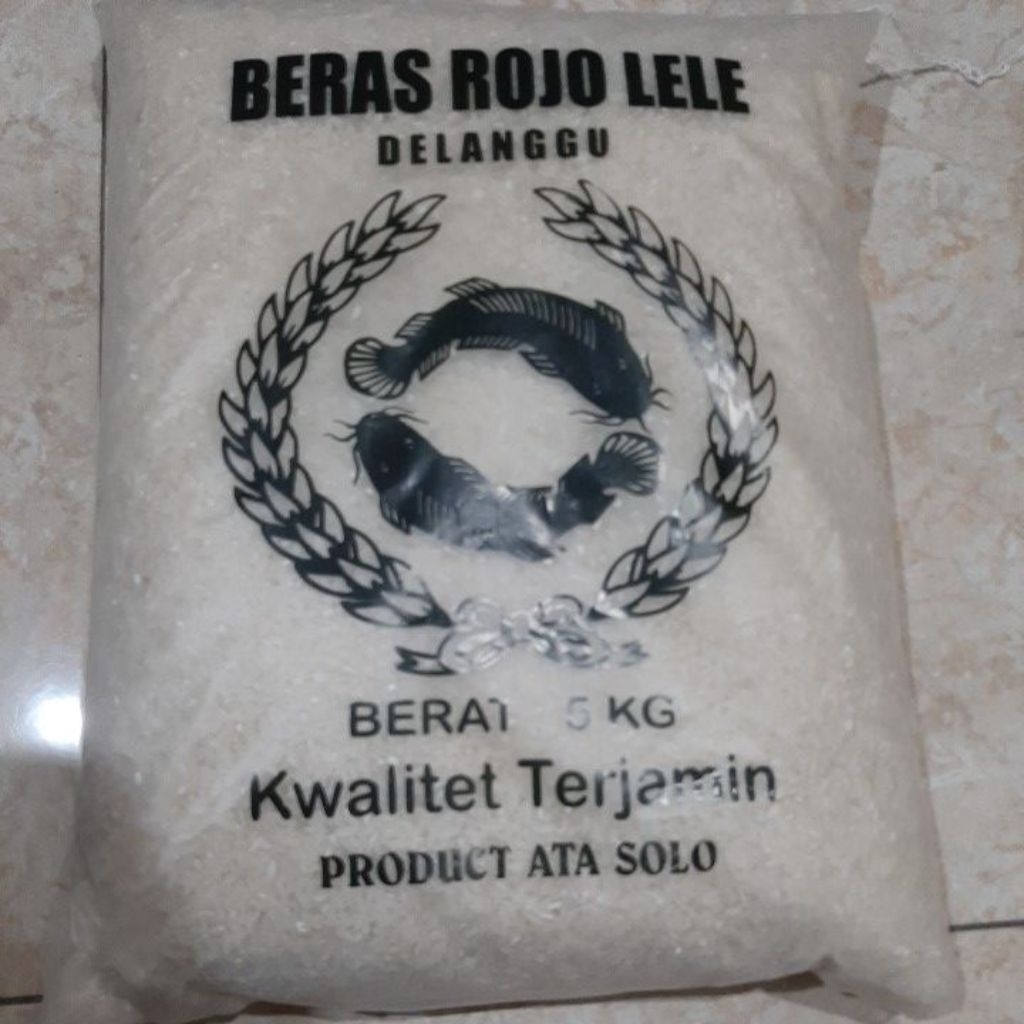 BERAS ROJO LELE
DELANGGU
BERAT 5 KG
Kwalitet Terjamin
PRODUCT ATA SOLO